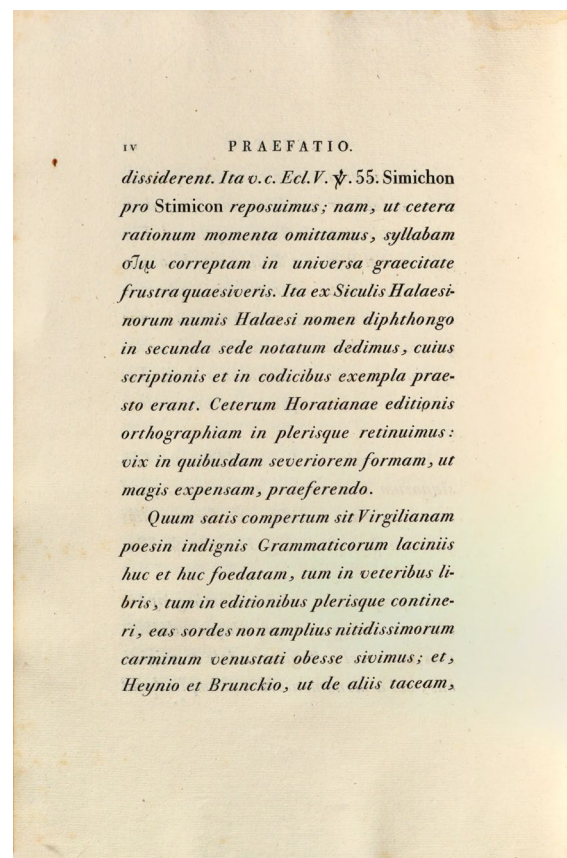 IV PRAEFATIO.
dissiderent. Ita v. c. Ecl. V. ℣. 55. Simichon
pro Stimicon reposuimus; nam, ut cetera
rationum momenta omittamus, syllabam
στιμ correptam in universa graecitate
frustra quaesiveris. Ita ex Siculis Halaesi-
norum numis Halaesi nomen diphthongo
in secunda sede notatum dedimus, cuius
scriptionis et in codicibus exempla prae-
sto erant. Ceterum Horatianae editionis
orthographiam in plerisque retinuimus:
vix in quibusdam severiorem formam, ut
magis expensam, praeferendo.
Quum satis compertum sit Virgilianam
poesin indignis Grammaticorum laciniis
huc et huc foedatam, tum in veteribus li-
bris, tum in editionibus plerisque contine-
ri, eas sordes non amplius nitidissimorum
carminum venustati obesse sivimus; et,
Heynio et Brunckio, ut de aliis taceam,